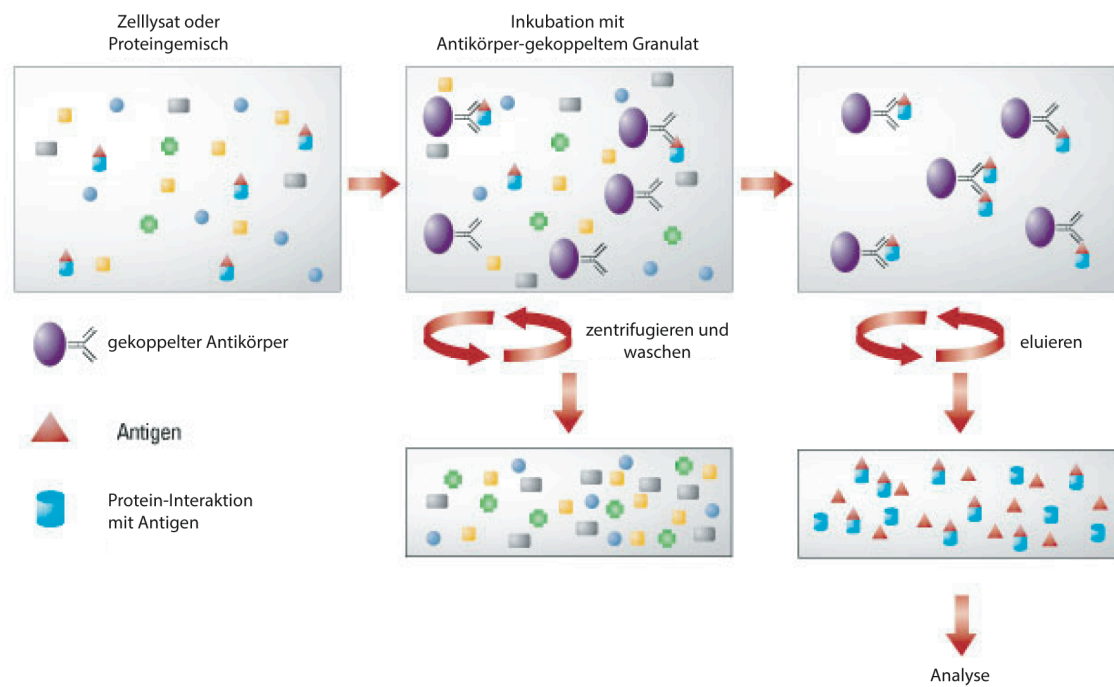 Zelllysat oder
Proteingemisch
Inkubation mit
Antikörper-gekoppeltem Granulat
gekoppelter Antikörper
zentrifugieren und
waschen
eluieren
Antigen
Protein-Interaktion
mit Antigen
Analyse